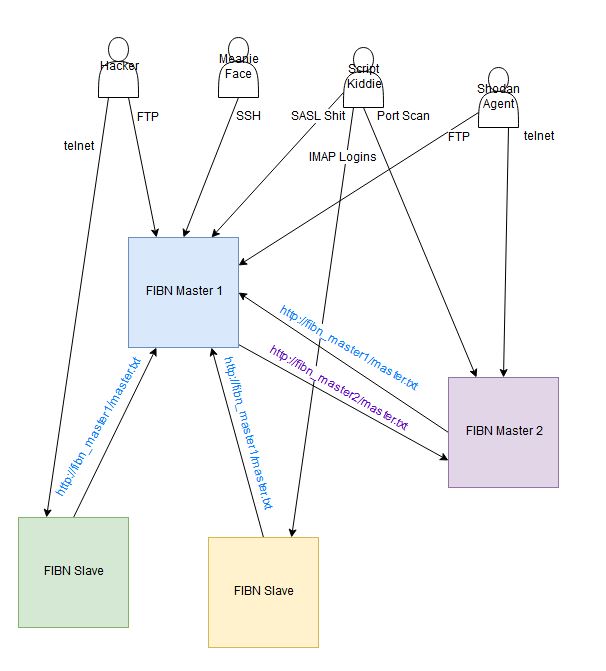 Hacker
Meanie
Face
Script
Kiddie
Shodan
Agent
telnet
FTP
SSH
SASL Shit
Port Scan
IMAP Logins
FTP
telnet
FIBN Master 1
http://fibn_master1/master.txt
http://fibn_master2/master.txt
http://fibn_master1/master.txt
http://fibn_master1/master.txt
FIBN Master 2
FIBN Slave
FIBN Slave